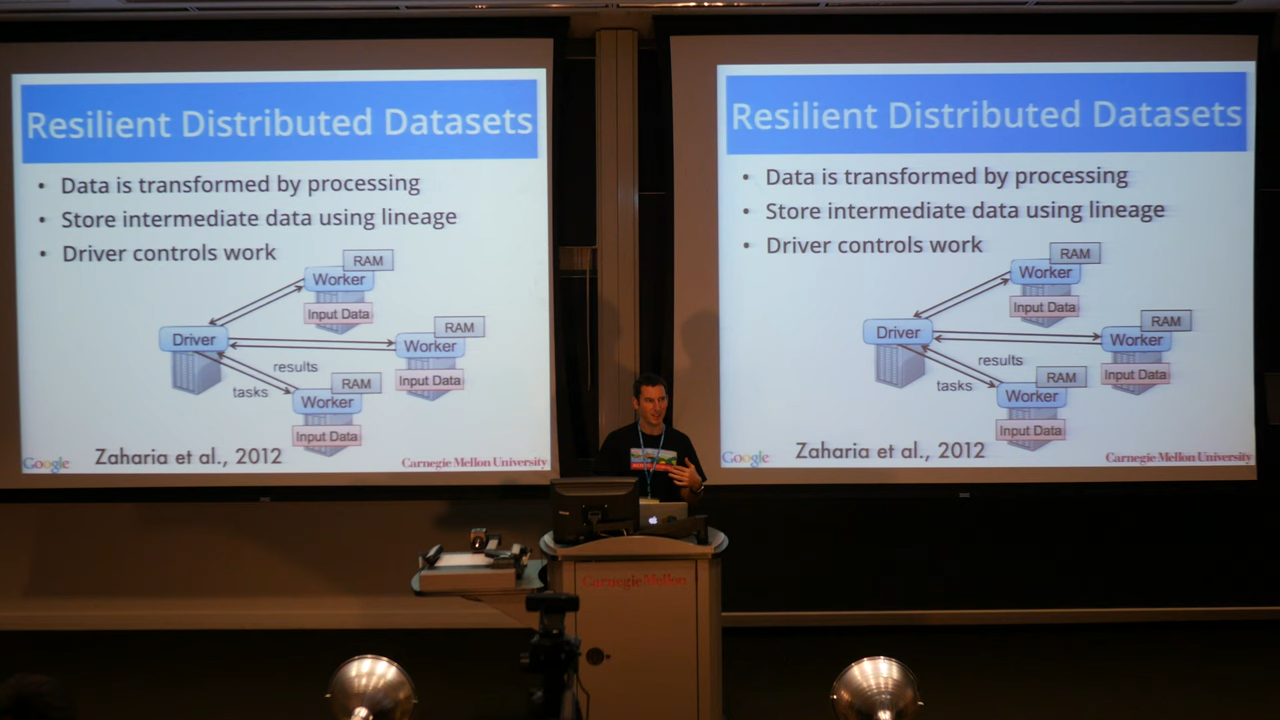 Resilient Distributed Datasets
• Data is transformed by processing
• Store intermediate data using lineage
• Driver controls work
RAM
Worker
Input Data
Driver
RAM
Worker
Input Data
results
tasks
RAM
Worker
Input Data
Google
Zaharia et al., 2012
Carnegie Mellon University
Resilient Distributed Datasets
• Data is transformed by processing
• Store intermediate data using lineage
• Driver controls work
RAM
Worker
Input Data
Driver
RAM
Worker
Input Data
results
tasks
RAM
Worker
Input Data
Google
Zaharia et al., 2012
Carnegie Mellon University
Carnegie Mellon